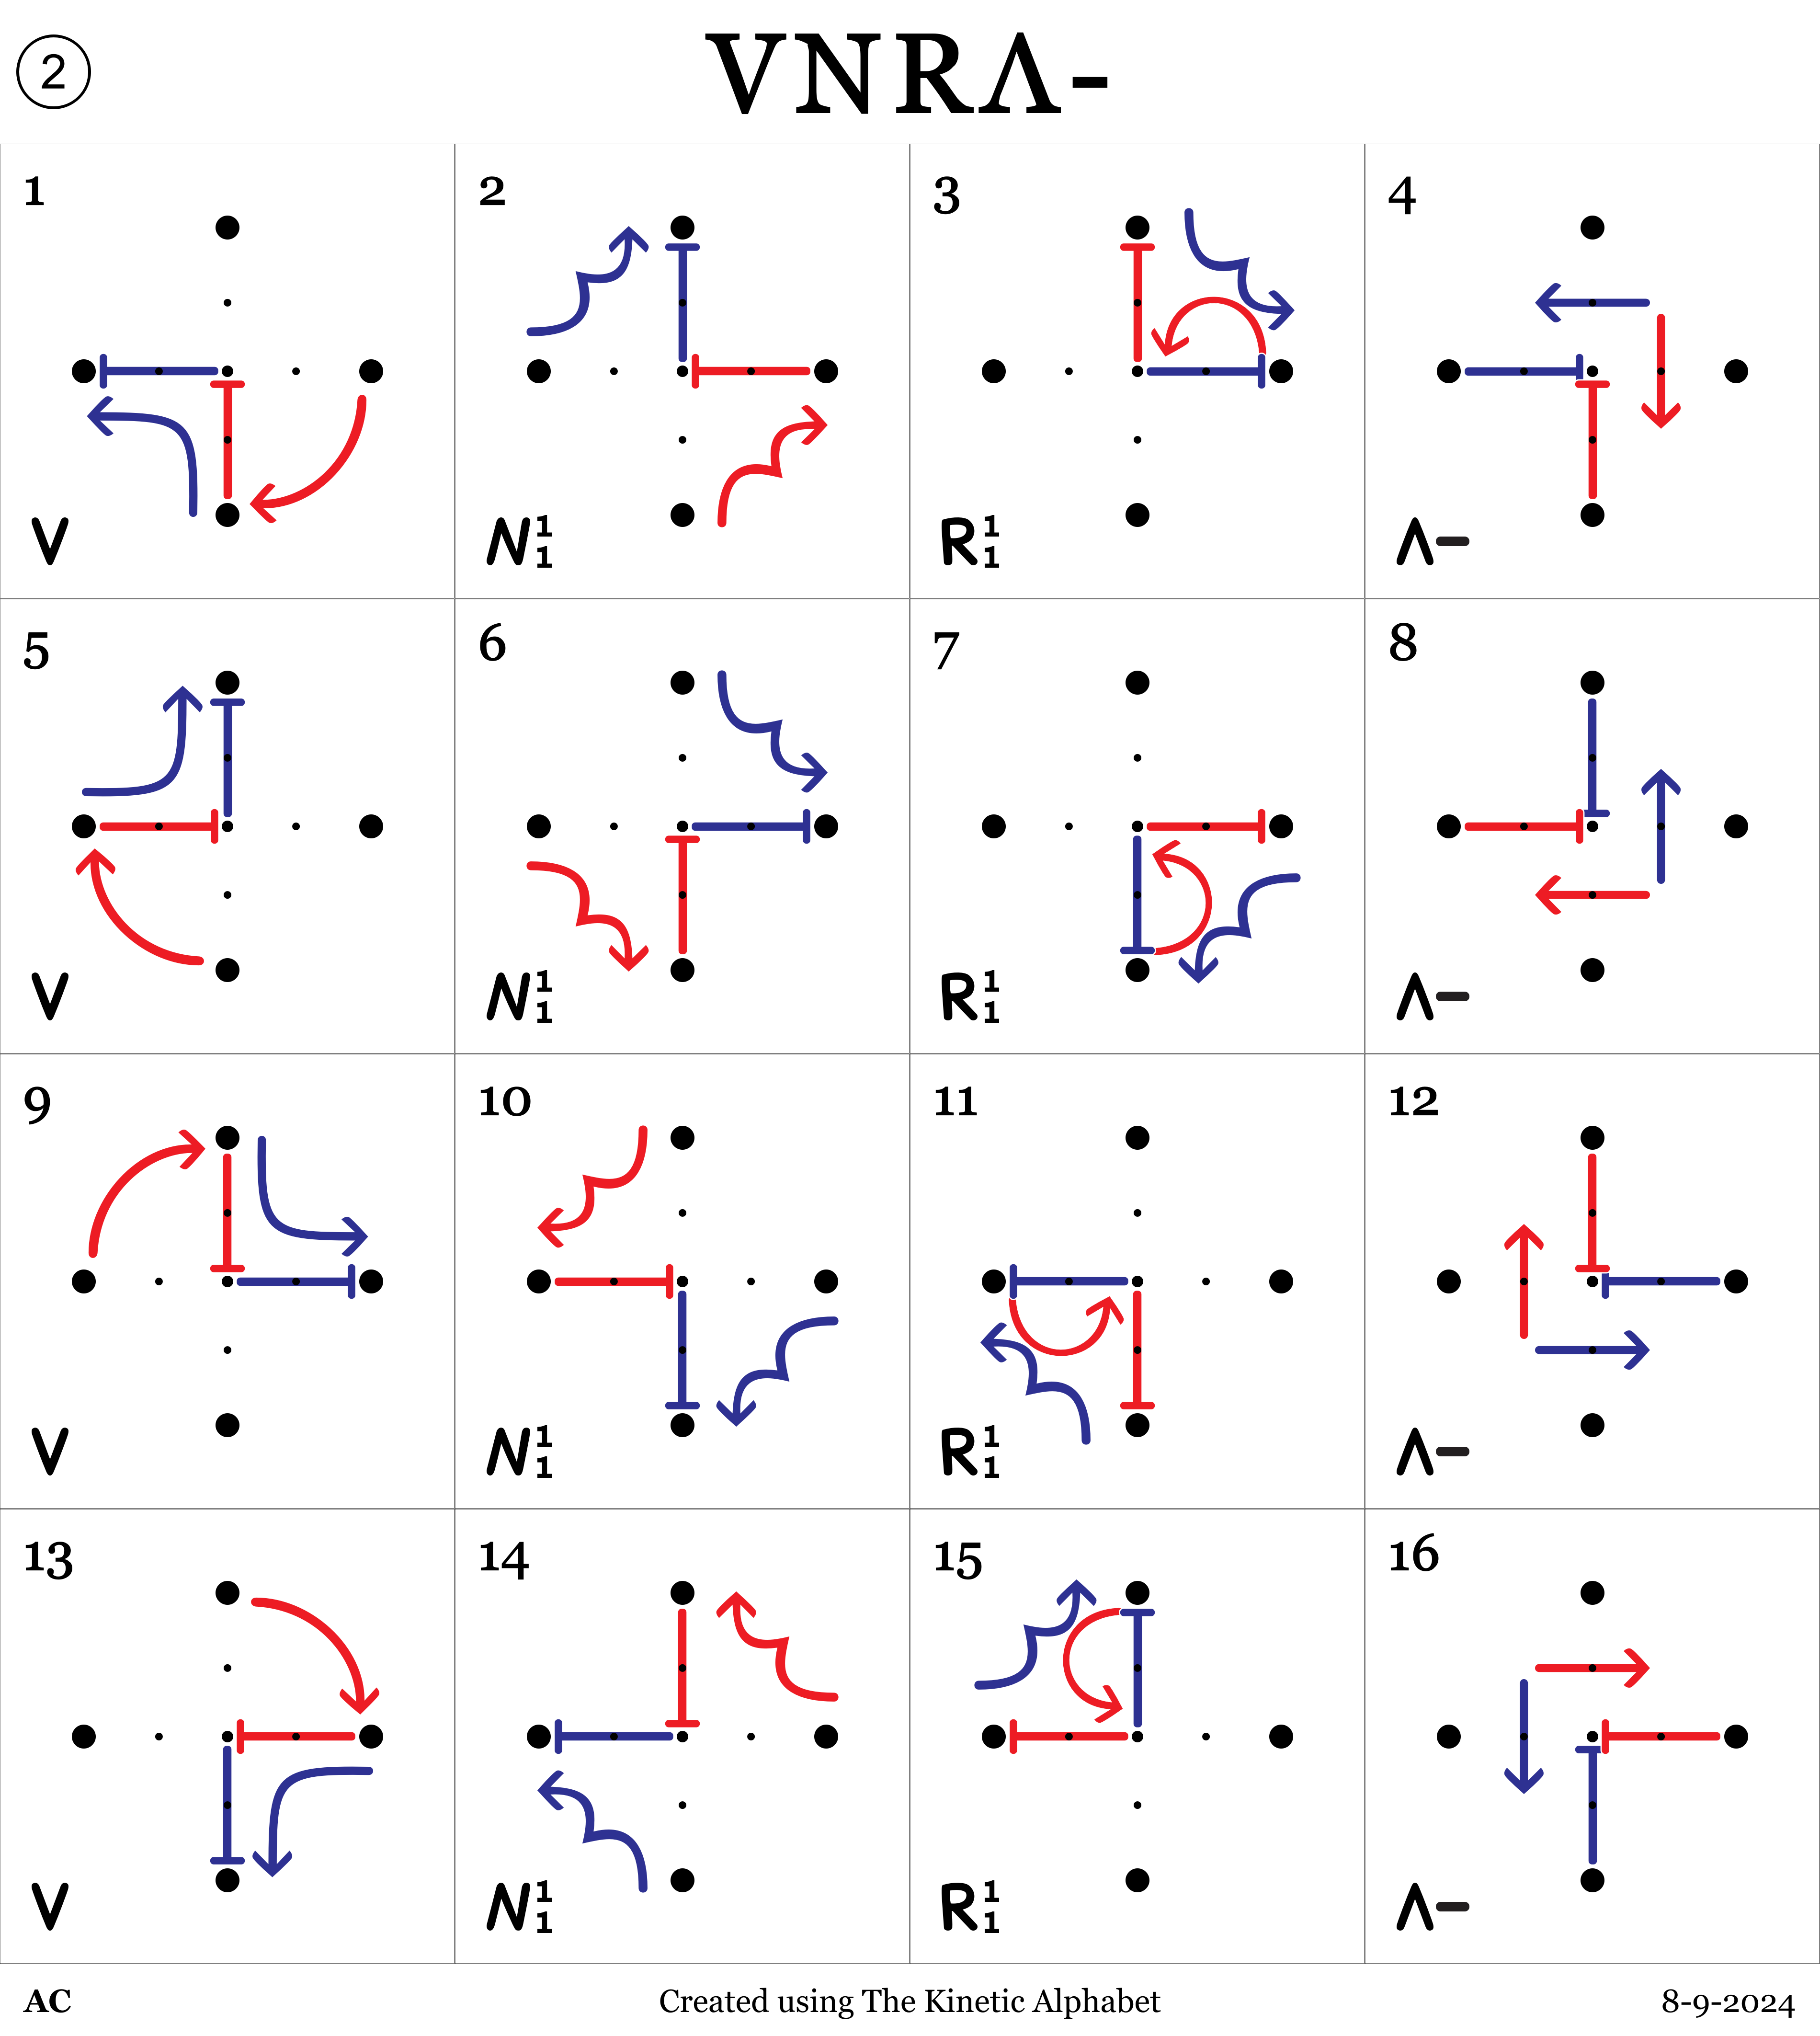 2
VNRΛ-
1 2 3 4
V N¹₁ R¹₁ Λ-
5 6 7 8
V N¹₁ R¹₁ Λ-
9 10 11 12
V N¹₁ R¹₁ Λ-
13 14 15 16
V N¹₁ R¹₁ Λ-
AC Created using The Kinetic Alphabet 8-9-2024